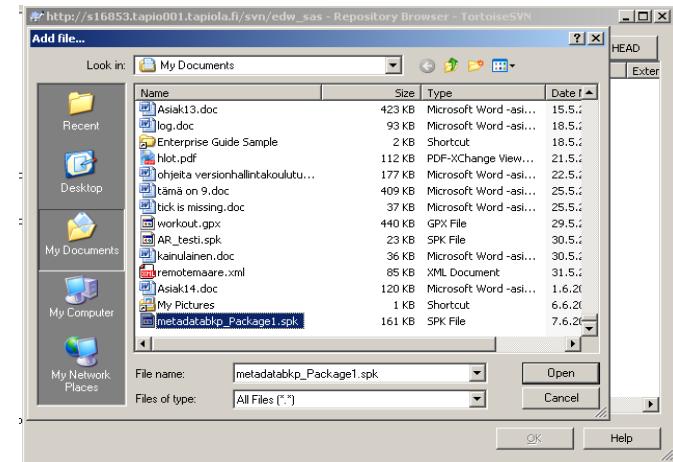 http://s16853.tapio001.tapiola.fi/svn/edw_sas - Repository Browser - TortoiseSVN
Add file...
HEAD
Look in:
My Documents
Exter
Name Size Type Date
Asiak13.doc 423 KB Microsoft Word -asi... 15.5.2
log.doc 93 KB Microsoft Word -asi... 18.5.2
Enterprise Guide Sample 2 KB Shortcut 18.5.2
hlot.pdf 112 KB PDF-XChange View... 21.5.2
ohjeita versionhallintakoulutu... 177 KB Microsoft Word -asi... 22.5.2
tämä on 9.doc 409 KB Microsoft Word -asi... 25.5.2
tick is missing.doc 37 KB Microsoft Word -asi... 25.5.2
workout.gpx 440 KB GPX File 29.5.2
AR_testi.spk 23 KB SPK File 30.5.2
kainulainen.doc 36 KB Microsoft Word -asi... 30.5.2
remotemaare.xml 85 KB XML Document 31.5.2
Asiak14.doc 120 KB Microsoft Word -asi... 1.6.20
My Pictures 1 KB Shortcut 6.6.20
metadatabkp_Package1.spk 161 KB SPK File 7.6.20
Recent
Desktop
My Documents
My Computer
My Network
Places
File name:
metadatabkp_Package1.spk
Open
Files of type:
All Files (*.*)
Cancel
OK
Help